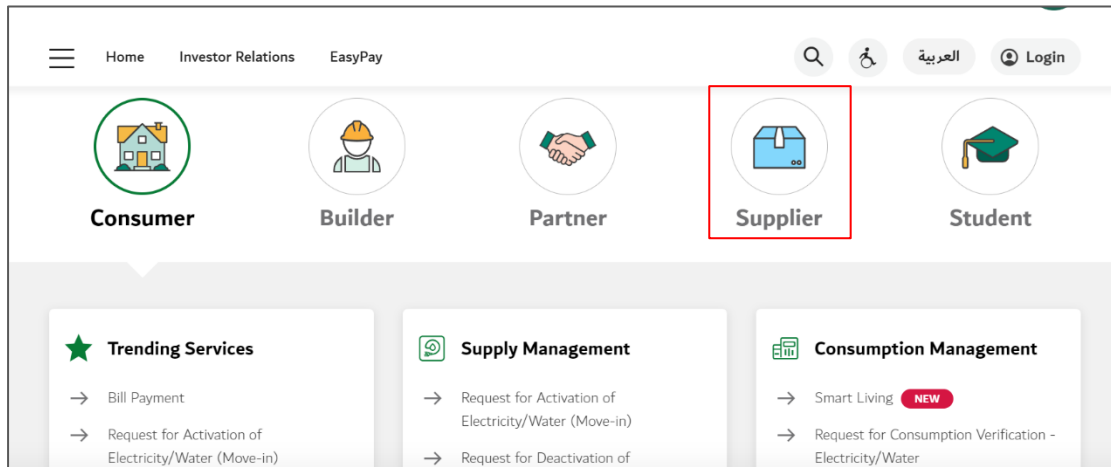 Home Investor Relations EasyPay العربية Login
Consumer Builder Partner Supplier Student
Trending Services
Bill Payment
Request for Activation of
Electricity/Water (Move-in)
Supply Management
Request for Activation of
Electricity/Water (Move-in)
Request for Deactivation of
Consumption Management
Smart Living NEW
Request for Consumption Verification -
Electricity/Water